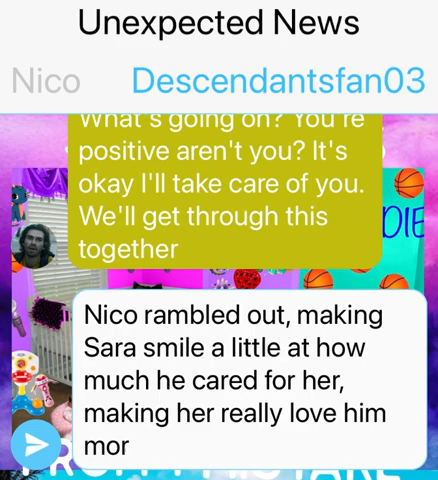 Unexpected News
Nico Descendantsfan03
What's going on? You're
positive aren't you? It's
okay I'll take care of you.
We'll get through this
together
DIE
Nico rambled out, making
Sara smile a little at how
much he cared for her,
making her really love him
mor